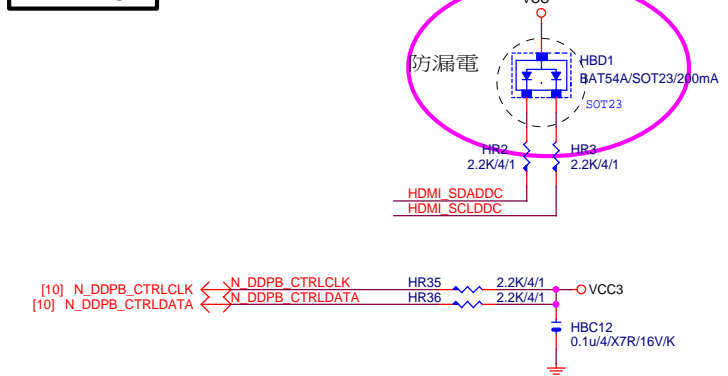 防漏電
HBD1
BAT54A/SOT23/200mA
SOT23
HR2
2.2K/4/1
HR3
2.2K/4/1
HDMI_SDADDC
HDMI_SCLDDC
[10] N_DDPB_CTRLCLK
N_DDPB_CTRLCLK
HR35
2.2K/4/1
VCC3
[10] N_DDPB_CTRLDATA
N_DDPB_CTRLDATA
HR36
2.2K/4/1
HBC12
0.1u/4/X7R/16V/K